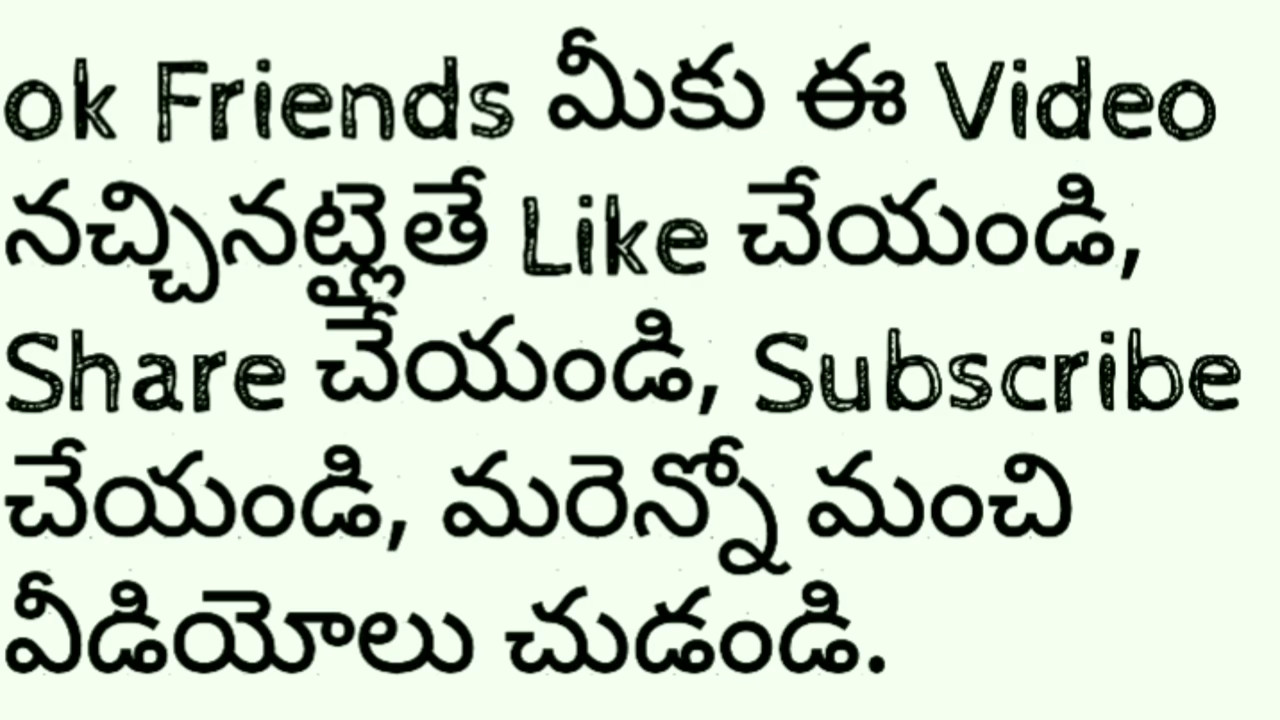 ok Friends మీకు ఈ Video
నచ్చినట్లైతే Like చేయండి,
Share చేయండి, Subscribe
చేయండి, మరెన్నో మంచి
వీడియోలు చుడండి.